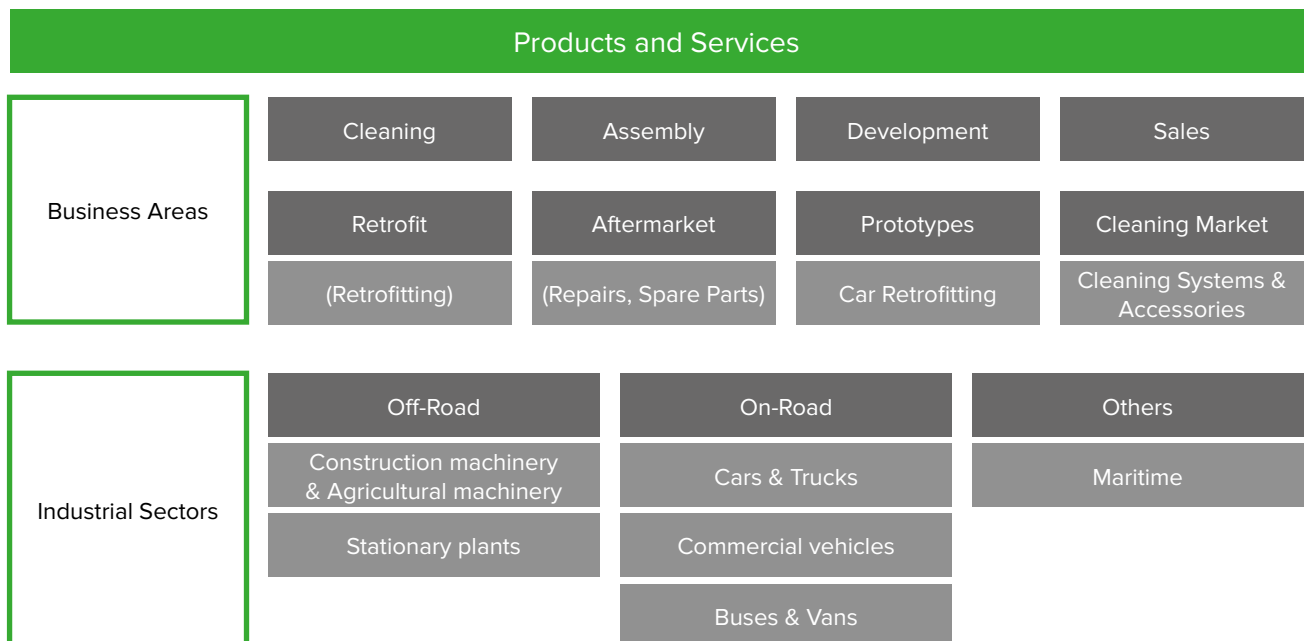 Products and Services
Business Areas
Cleaning
Assembly
Development
Sales
Retrofit
Aftermarket
Prototypes
Cleaning Market
(Retrofitting)
(Repairs, Spare Parts)
Car Retrofitting
Cleaning Systems &
Accessories
Industrial Sectors
Off-Road
On-Road
Others
Construction machinery
& Agricultural machinery
Cars & Trucks
Maritime
Stationary plants
Commercial vehicles
Buses & Vans